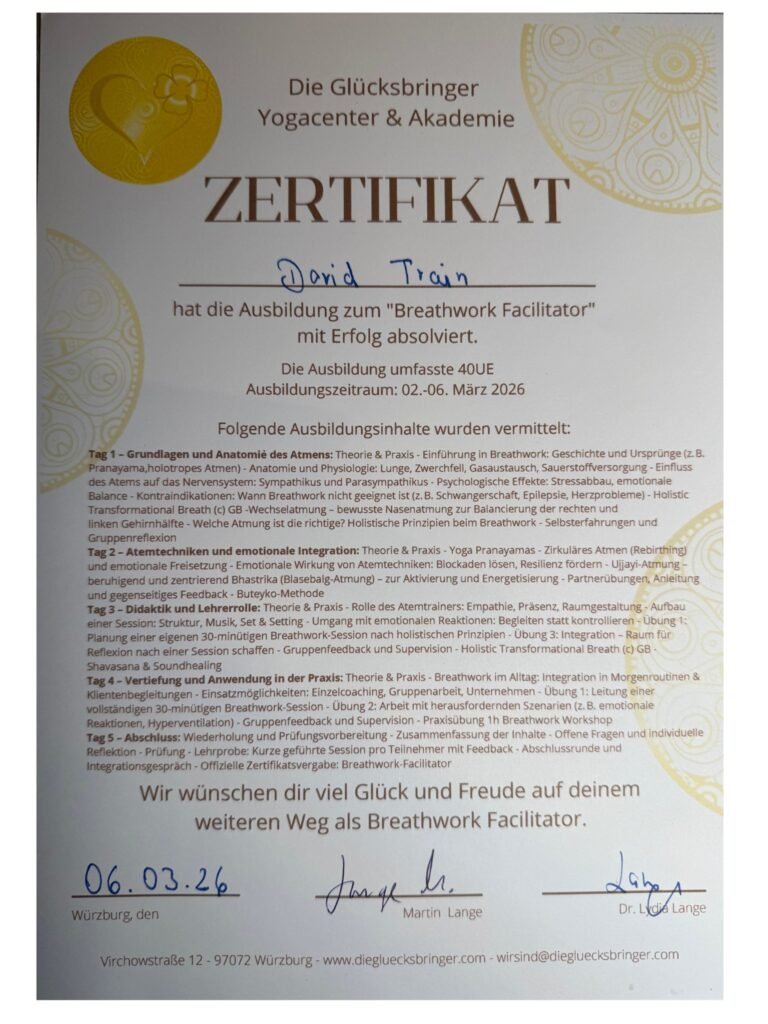 Die Glücksbringer
Yogacenter & Akademie
ZERTIFIKAT
David Train
hat die Ausbildung zum "Breathwork Facilitator"
mit Erfolg absolviert.
Die Ausbildung umfasste 40UE
Ausbildungszeitraum: 02.-06. März 2026
Folgende Ausbildungsinhalte wurden vermittelt:
Tag 1 – Grundlagen und Anatomie des Atmens: Theorie & Praxis - Einführung in Breathwork: Geschichte und Ursprünge (z. B.
Pranayama,holotropes Atmen) - Anatomie und Physiologie: Lunge, Zwerchfell, Gasaustausch, Sauerstoffversorgung - Einfluss
des Atems auf das Nervensystem: Sympathikus und Parasympathikus - Psychologische Effekte: Stressabbau, emotionale
Balance - Kontraindikationen: Wann Breathwork nicht geeignet ist (z. B. Schwangerschaft, Epilepsie, Herzprobleme) - Holistic
Transformational Breath (c) GB -Wechselatmung – bewusste Nasenatmung zur Balancierung der rechten und
linken Gehirnhälfte - Welche Atmung ist die richtige? Holistische Prinzipien beim Breathwork - Selbsterfahrungen und
Gruppenreflexion
Tag 2 – Atemtechniken und emotionale Integration: Theorie & Praxis - Yoga Pranayamas - Zirkuläres Atmen (Rebirthing)
und emotionale Freisetzung - Emotionale Wirkung von Atemtechniken: Blockaden lösen, Resilienz fördern - Ujjayi-Atmung –
beruhigend und zentrierend Bhastrika (Blasebalg-Atmung) – zur Aktivierung und Energetisierung - Partnerübungen, Anleitung
und gegenseitiges Feedback - Buteyko-Methode
Tag 3 – Didaktik und Lehrerrolle: Theorie & Praxis - Rolle des Atemtrainers: Empathie, Präsenz, Raumgestaltung - Aufbau
einer Session: Struktur, Musik, Set & Setting - Umgang mit emotionalen Reaktionen: Begleiten statt kontrollieren - Übung 1:
Planung einer eigenen 30-minütigen Breathwork-Session nach holistischen Prinzipien - Übung 3: Integration – Raum für
Reflexion nach einer Session schaffen - Gruppenfeedback und Supervision - Holistic Transformational Breath (c) GB -
Shavasana & Soundhealing
Tag 4 – Vertiefung und Anwendung in der Praxis: Theorie & Praxis - Breathwork im Alltag: Integration in Morgenroutinen &
Klientenbegleitungen - Einsatzmöglichkeiten: Einzelcoaching, Gruppenarbeit, Unternehmen - Übung 1: Leitung einer
vollständigen 30-minütigen Breathwork-Session - Übung 2: Arbeit mit herausfordernden Szenarien (z. B. emotionale
Reaktionen, Hyperventilation) - Gruppenfeedback und Supervision - Praxisübung 1h Breathwork Workshop
Tag 5 – Abschluss: Wiederholung und Prüfungsvorbereitung - Zusammenfassung der Inhalte - Offene Fragen und individuelle
Reflektion - Prüfung - Lehrprobe: Kurze geführte Session pro Teilnehmer mit Feedback - Abschlussrunde und
Integrationsgespräch - Offizielle Zertifikatsvergabe: Breathwork-Facilitator
Wir wünschen dir viel Glück und Freude auf deinem
weiteren Weg als Breathwork Facilitator.
06.03.26
Würzburg, den
Martin Lange
Dr. Lydia Lange
Virchowstraße 12 - 97072 Würzburg - www.diegluecksbringer.com - wirsind@diegluecksbringer.com